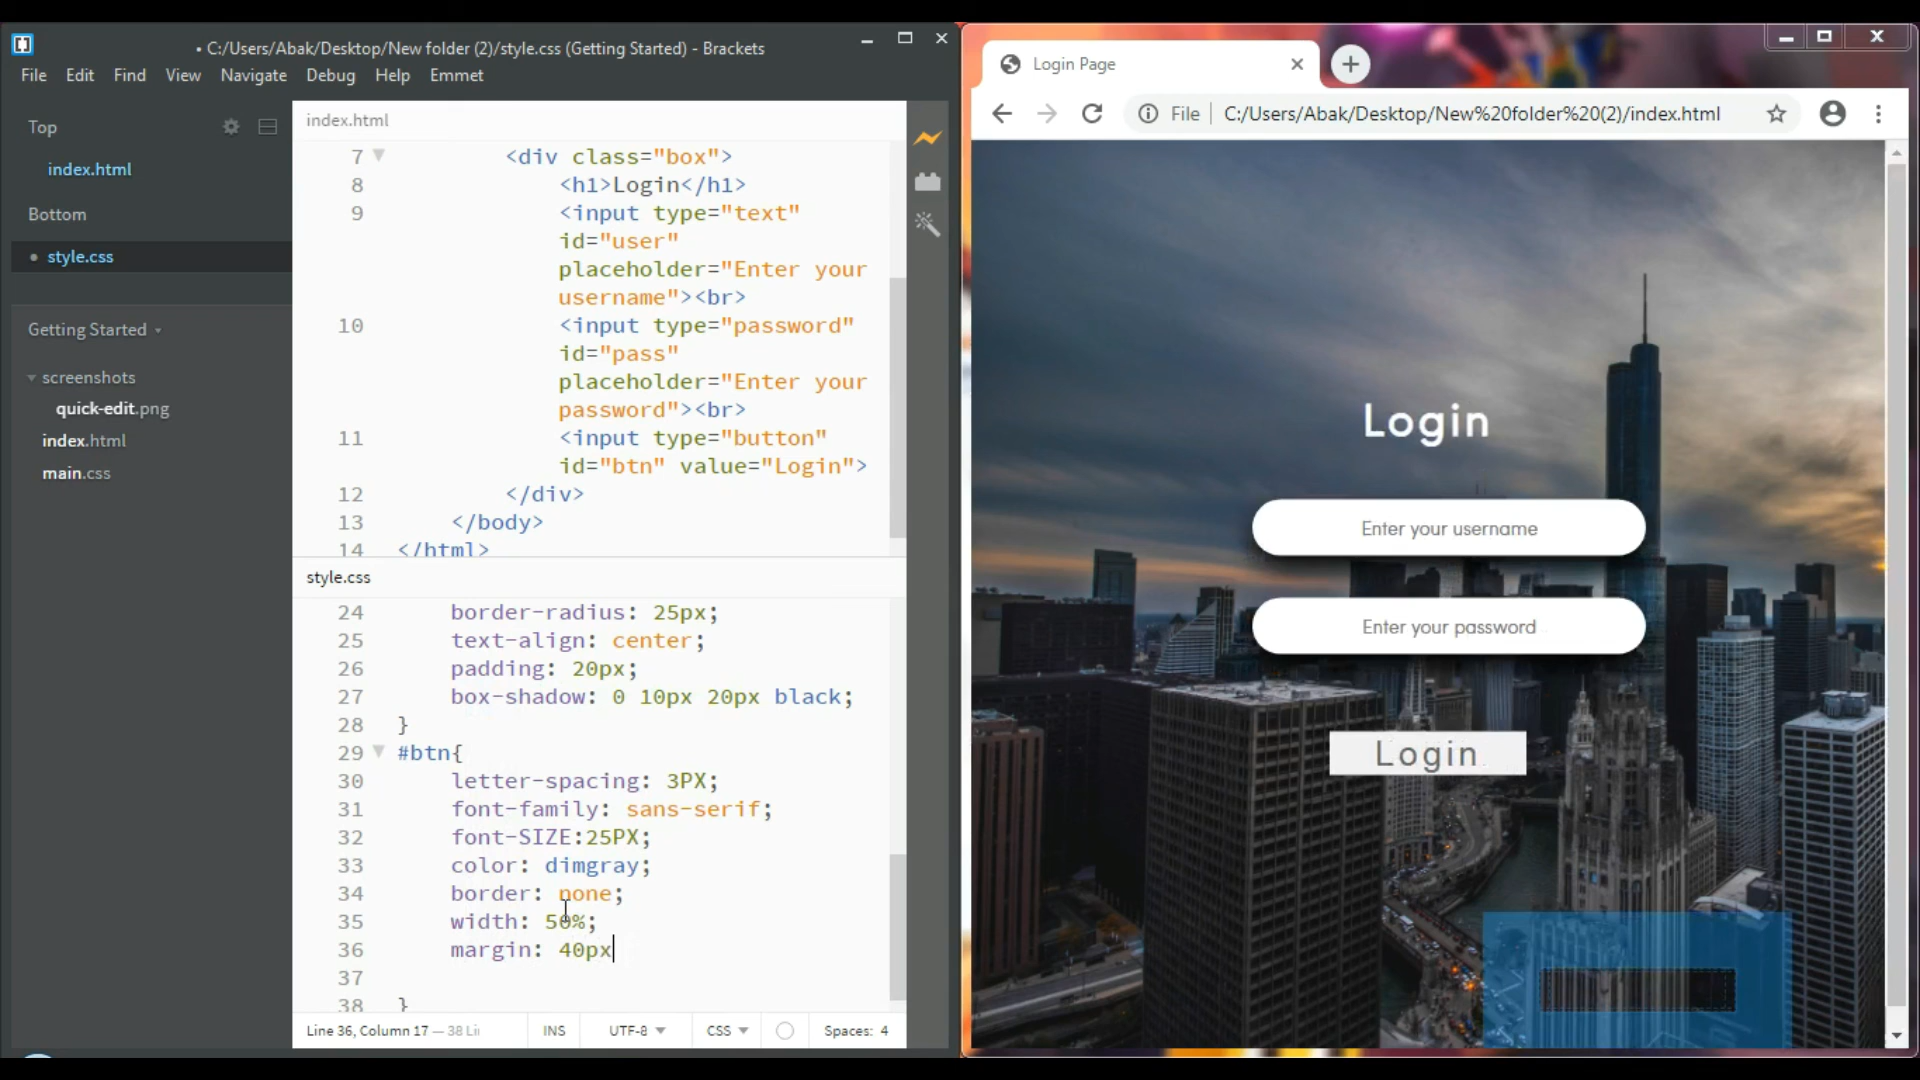 • C:/Users/Abak/Desktop/New folder (2)/style.css (Getting Started) - Brackets
File Edit Find View Navigate Debug Help Emmet
Top
index.html
Bottom
• style.css
Getting Started
screenshots
quick-edit.png
index.html
main.css
index.html
7 <div class="box">
8 <h1>Login</h1>
9 <input type="text"
id="user"
placeholder="Enter your
username"><br>
10 <input type="password"
id="pass"
placeholder="Enter your
password"><br>
11 <input type="button"
id="btn" value="Login">
12 </div>
13 </body>
14 </html>
style.css
24 border-radius: 25px;
25 text-align: center;
26 padding: 20px;
27 box-shadow: 0 10px 20px black;
28 }
29 #btn{
30 letter-spacing: 3PX;
31 font-family: sans-serif;
32 font-SIZE:25PX;
33 color: dimgray;
34 border: none;
35 width: 50%;
36 margin: 40px
37
38 }
Line 36, Column 17 — 38 Li
INS UTF-8 CSS Spaces: 4
Login Page
File C:/Users/Abak/Desktop/New%20folder%20(2)/index.html
Login
Enter your username
Enter your password
Login